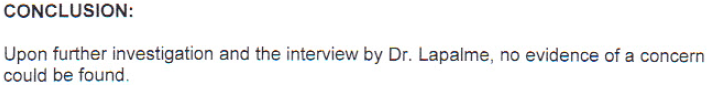 CONCLUSION:
Upon further investigation and the interview by Dr. Lapalme, no evidence of a concern
could be found.